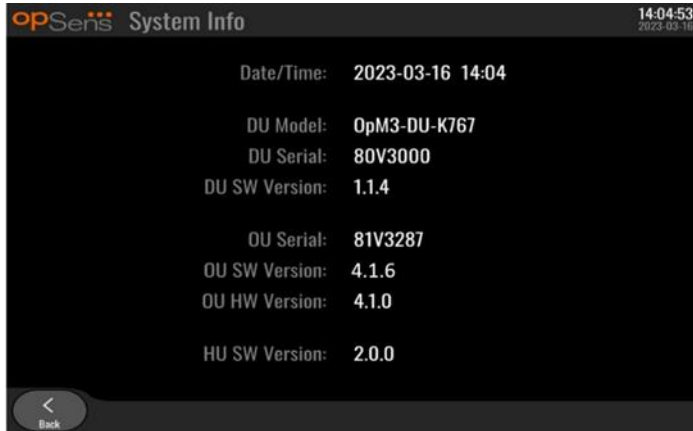 opSens System Info 14:04:53
2023-03-16
Date/Time: 2023-03-16 14:04
DU Model: OpM3-DU-K767
DU Serial: 80V3000
DU SW Version: 1.1.4
OU Serial: 81V3287
OU SW Version: 4.1.6
OU HW Version: 4.1.0
HU SW Version: 2.0.0
Back